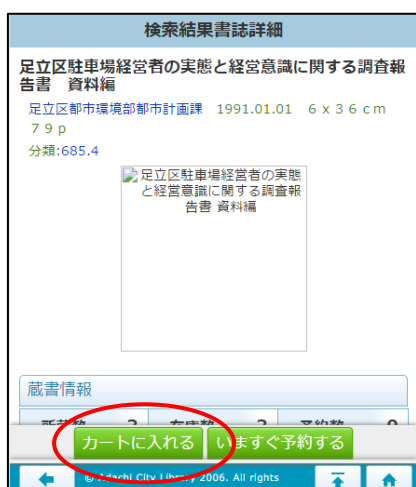 検索結果書誌詳細
足立区駐車場経営者の実態と経営意識に関する調査報
告書　資料編
足立区都市環境部都市計画課　1991.01.01　６ｘ３６ｃｍ
７９ｐ
分類:685.4
足立区駐車場経営者の実態
と経営意識に関する調査報
告書 資料編
蔵書情報
カートに入れる いますぐ予約する
© Adachi City Library 2006. All rights